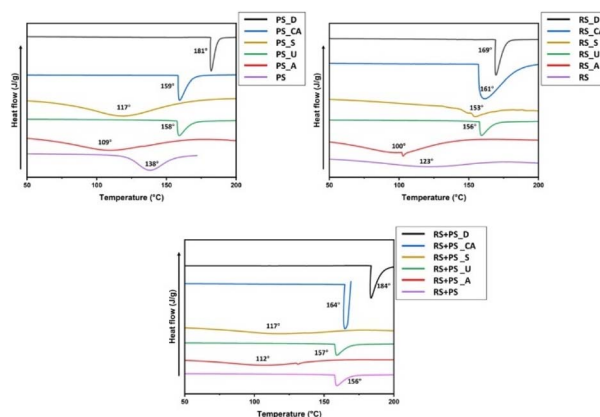 PS_D
PS_CA
PS_S
PS_U
PS_A
PS
181°
159°
117°
158°
109°
138°
Heat flow (J/g)
50
100
150
200
Temperature (°C)
RS_D
RS_CA
RS_S
RS_U
RS_A
RS
169°
161°
153°
156°
100°
123°
Heat flow (J/g)
50
100
150
200
Temperature (°C)
RS+PS_D
RS+PS _CA
RS+PS _S
RS+PS _U
RS+PS _A
RS+PS
184°
164°
117°
157°
112°
156°
Heat flow (J/g)
50
100
150
200
Temperature (°C)